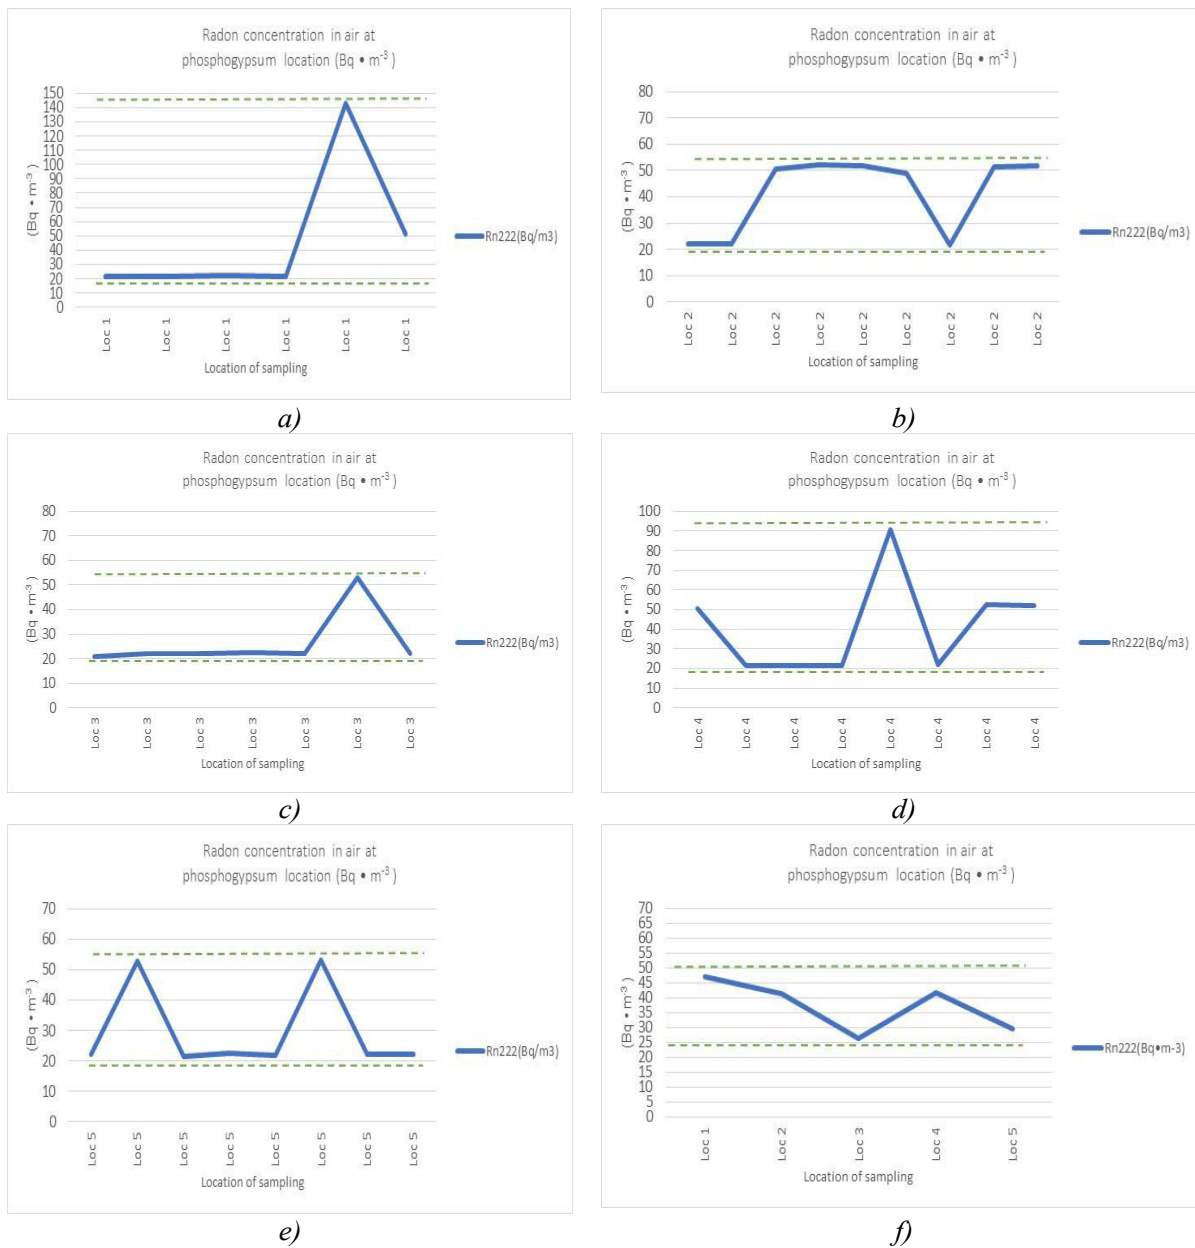 Radon concentration in air at
phosphogypsum location (Bq • m⁻³)
150
140
130
120
110
100
90
80
70
60
50
40
30
20
10
0
(Bq • m⁻³)
Loc 1
Loc 1
Loc 1
Loc 1
Loc 1
Loc 1
Location of sampling
Rn222(Bq/m3)
a)
Radon concentration in air at
phosphogypsum location (Bq • m⁻³)
80
70
60
50
40
30
20
10
0
(Bq • m⁻³)
Loc 2
Loc 2
Loc 2
Loc 2
Loc 2
Loc 2
Loc 2
Loc 2
Loc 2
Location of sampling
Rn222(Bq/m3)
b)
Radon concentration in air at
phosphogypsum location (Bq • m⁻³)
80
70
60
50
40
30
20
10
0
(Bq • m⁻³)
Loc 3
Loc 3
Loc 3
Loc 3
Loc 3
Loc 3
Loc 3
Location of sampling
Rn222(Bq/m3)
c)
Radon concentration in air at
phosphogypsum location (Bq • m⁻³)
100
90
80
70
60
50
40
30
20
10
0
(Bq • m⁻³)
Loc 4
Loc 4
Loc 4
Loc 4
Loc 4
Loc 4
Loc 4
Loc 4
Location of sampling
Rn222(Bq/m3)
d)
Radon concentration in air at
phosphogypsum location (Bq • m⁻³)
70
60
50
40
30
20
10
0
(Bq • m⁻³)
Loc 5
Loc 5
Loc 5
Loc 5
Loc 5
Loc 5
Loc 5
Loc 5
Location of sampling
Rn222(Bq/m3)
e)
Radon concentration in air at
phosphogypsum location (Bq • m⁻³)
70
65
60
55
50
45
40
35
30
25
20
15
10
5
0
(Bq • m⁻³)
Loc 1
Loc 2
Loc 3
Loc 4
Loc 5
Location of sampling
Rn222(Bq•m-3)
f)